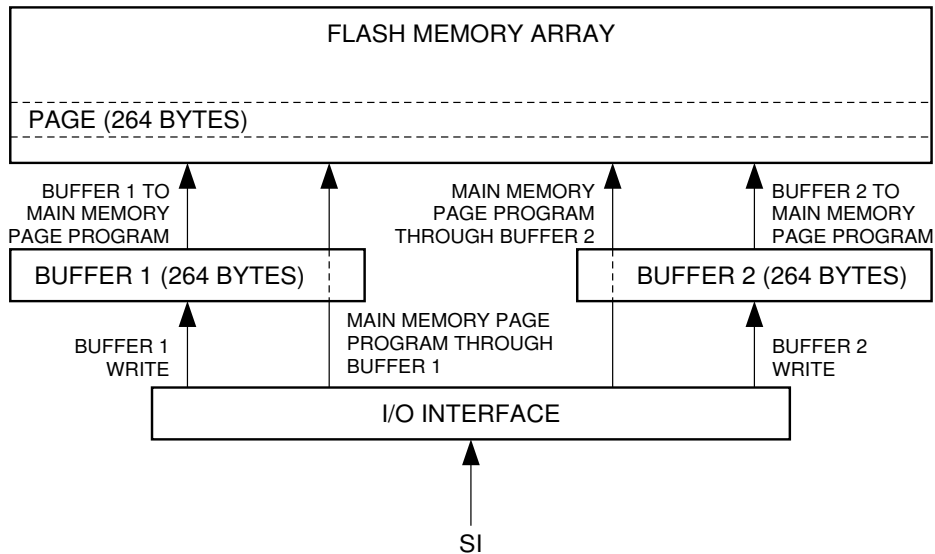 FLASH MEMORY ARRAY
PAGE (264 BYTES)
BUFFER 1 TO
MAIN MEMORY
PAGE PROGRAM
MAIN MEMORY
PAGE PROGRAM
THROUGH BUFFER 2
BUFFER 2 TO
MAIN MEMORY
PAGE PROGRAM
BUFFER 1 (264 BYTES)
BUFFER 2 (264 BYTES)
BUFFER 1
WRITE
MAIN MEMORY PAGE
PROGRAM THROUGH
BUFFER 1
BUFFER 2
WRITE
I/O INTERFACE
SI